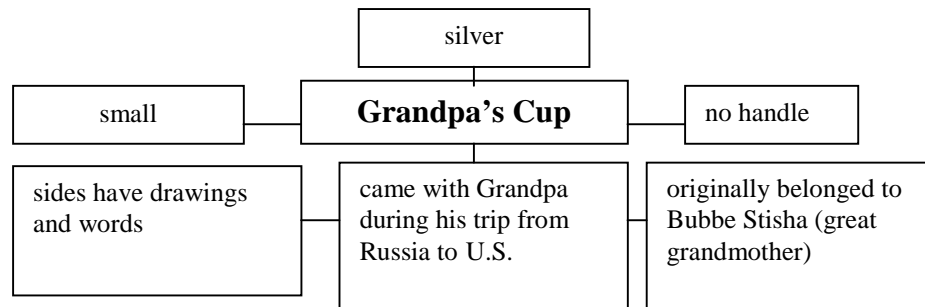 silver
small
Grandpa’s Cup
no handle
sides have drawings
and words
came with Grandpa
during his trip from
Russia to U.S.
originally belonged to
Bubbe Stisha (great
grandmother)